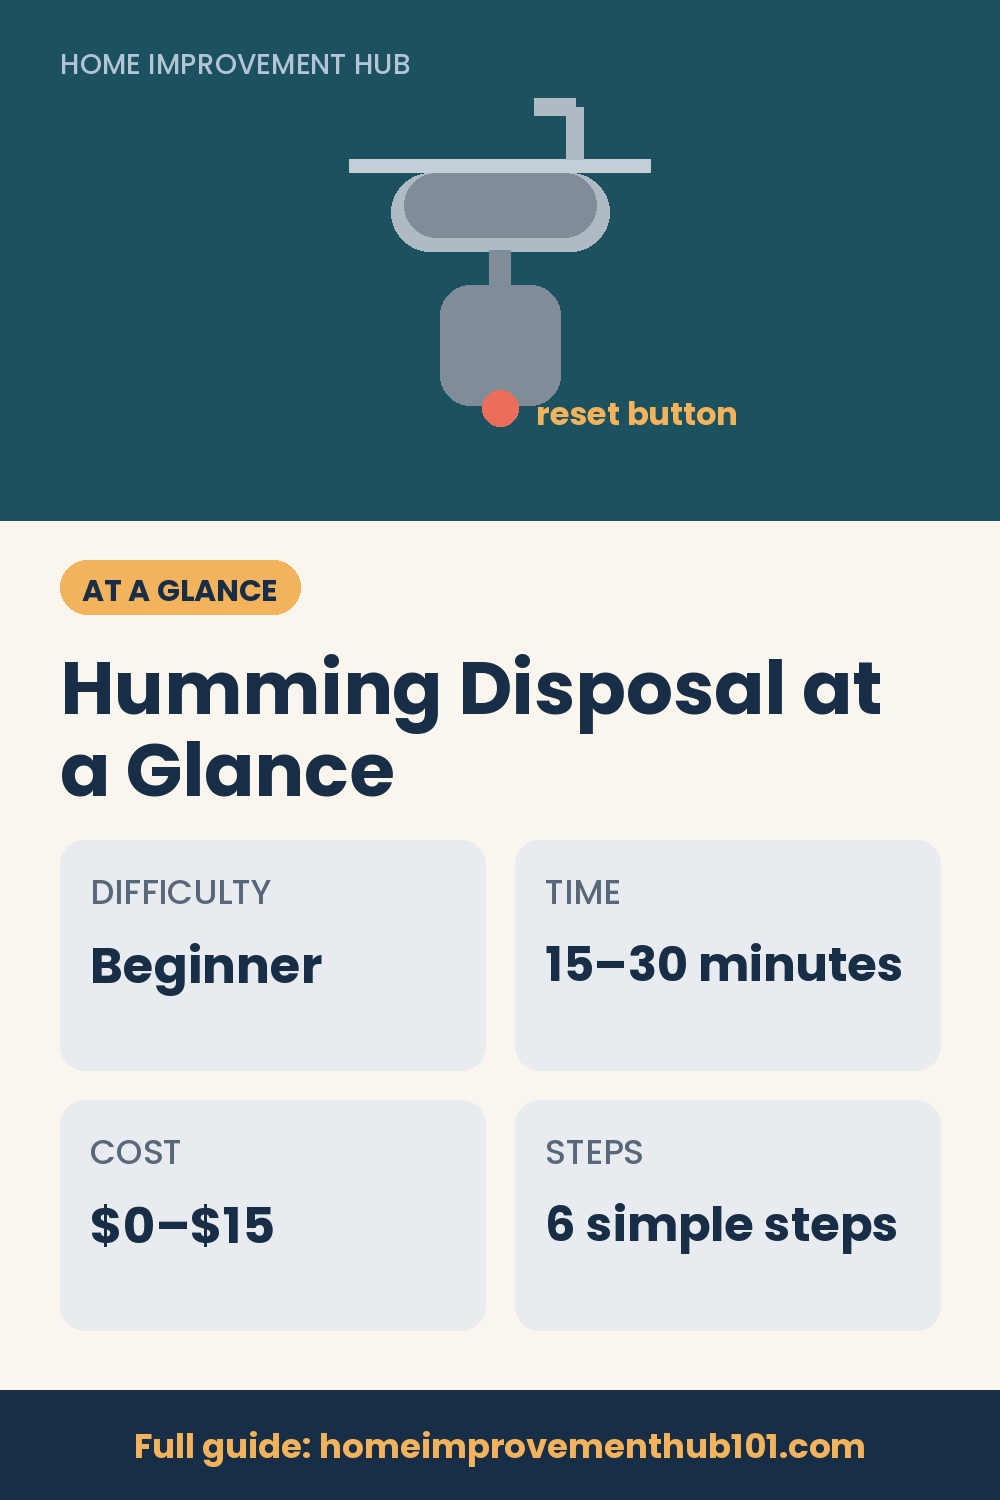 HOME IMPROVEMENT HUB
reset button
AT A GLANCE
Humming Disposal at
a Glance
DIFFICULTY
Beginner
TIME
15–30 minutes
COST
$0–$15
STEPS
6 simple steps
Full guide: homeimprovementhub101.com